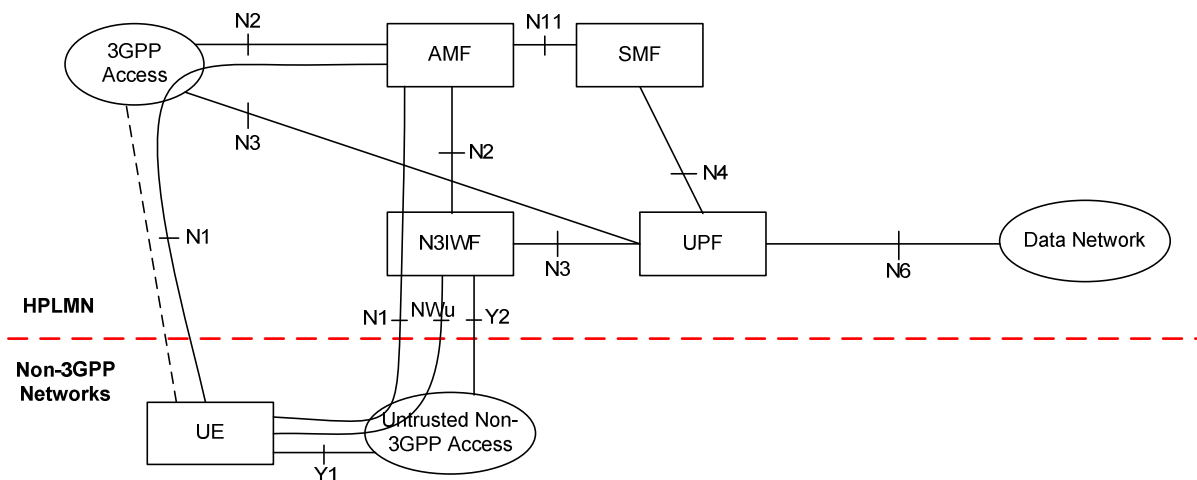 N2
3GPP
Access
AMF
N11
SMF
N3
N2
N4
N1
N3IWF
N3
UPF
N6
Data Network
HPLMN
N1
NWu
Y2
Non-3GPP
Networks
UE
Untrusted Non-
3GPP Access
Y1